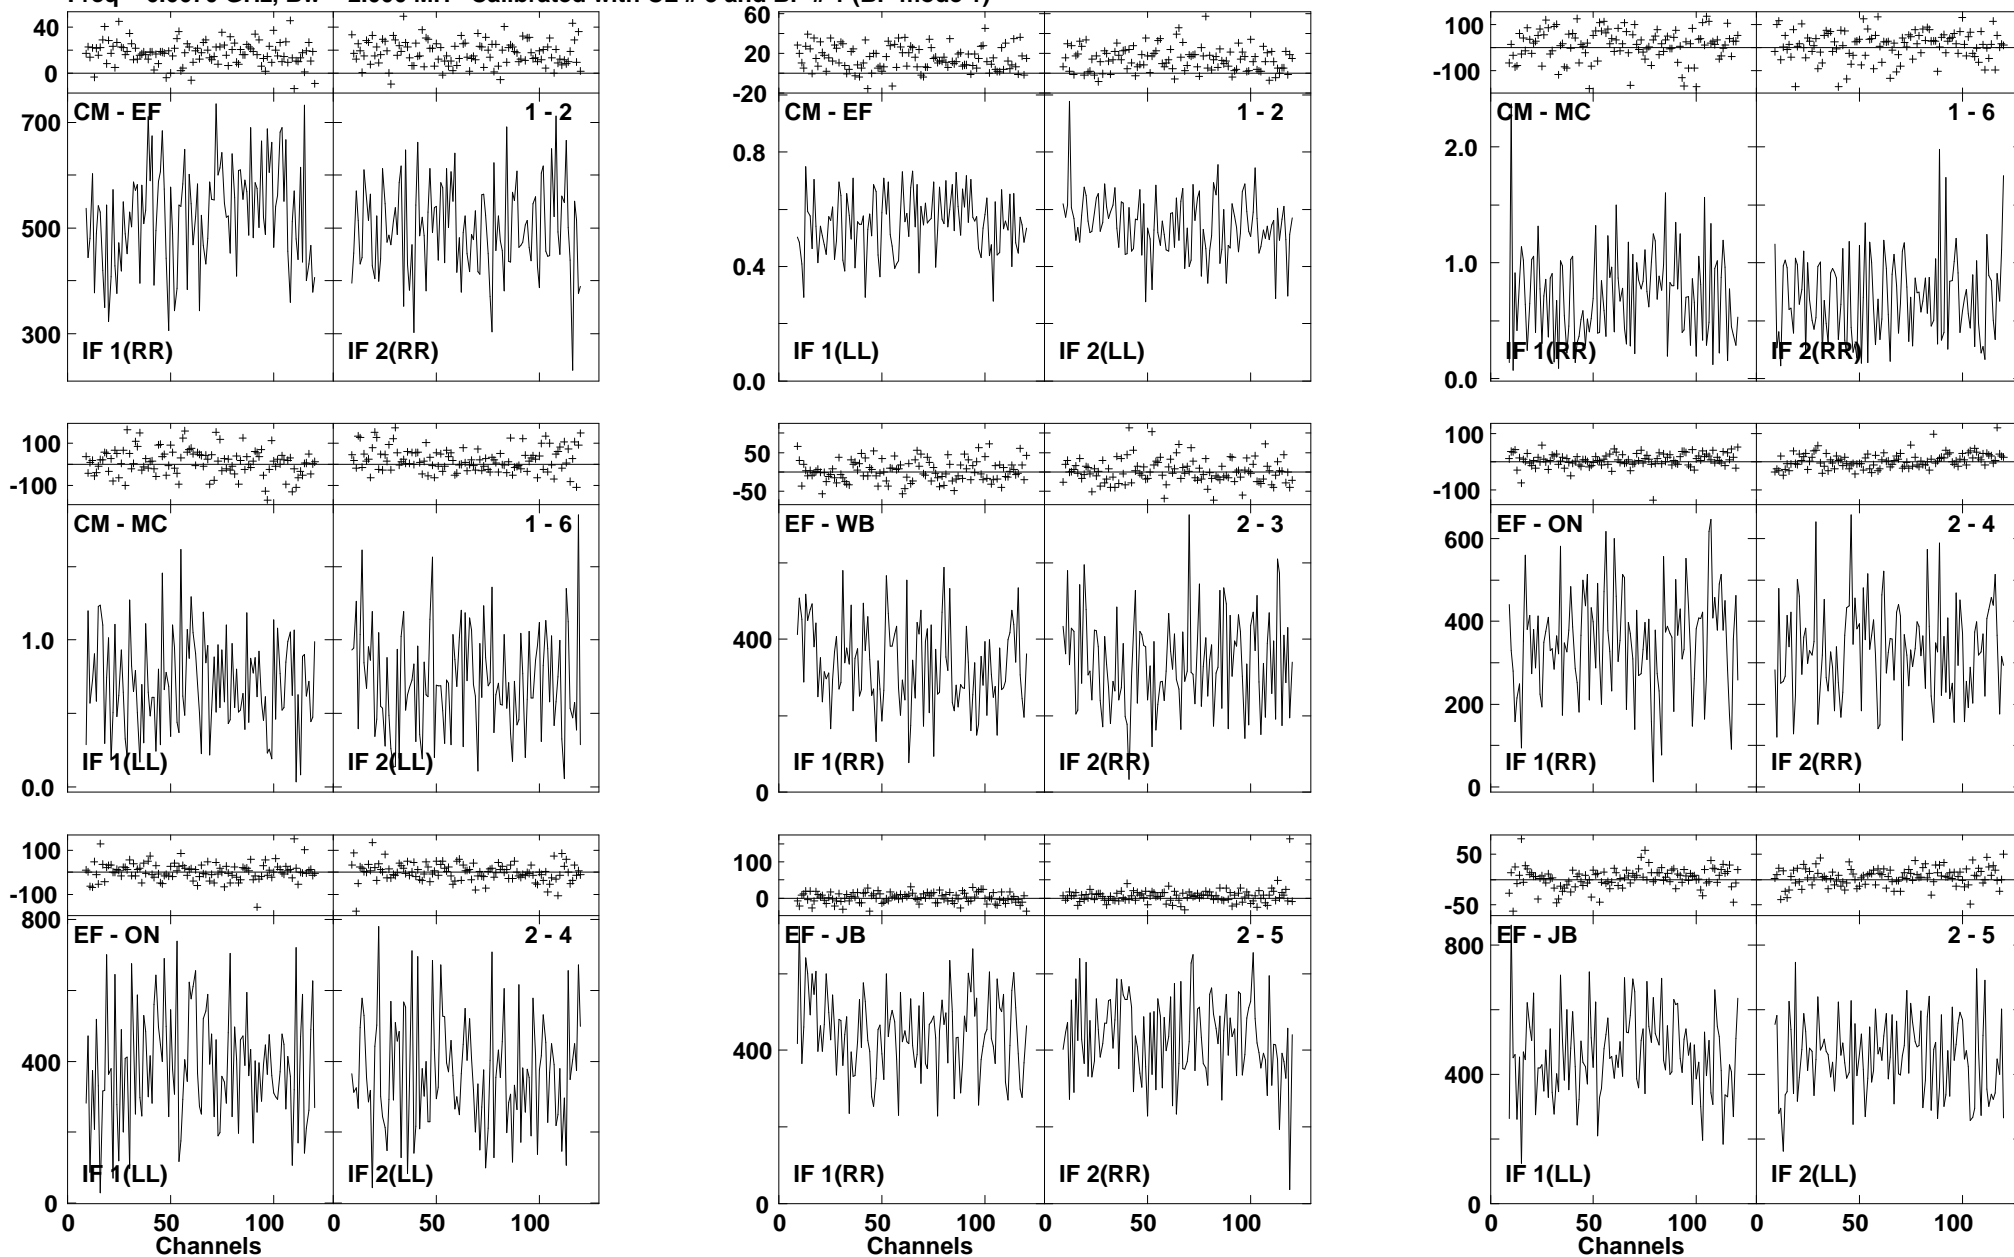 40
0
CM - EF
1 - 2
700
500
300
IF 1(RR)
IF 2(RR)
60
20
-20
CM - EF
1 - 2
0.8
0.4
0.0
IF 1(LL)
IF 2(LL)
100
-100
CM - MC
1 - 6
2.0
1.0
0.0
IF 1(RR)
IF 2(RR)
100
-100
CM - MC
1 - 6
1.0
0.0
IF 1(LL)
IF 2(LL)
50
-50
EF - WB
2 - 3
400
0
IF 1(RR)
IF 2(RR)
100
-100
EF - ON
2 - 4
600
400
200
0
IF 1(RR)
IF 2(RR)
100
-100
800
EF - ON
2 - 4
400
0
IF 1(LL)
IF 2(LL)
0 50 100 0 50 100
Channels
100
0
EF - JB
2 - 5
400
0
IF 1(RR)
IF 2(RR)
0 50 100 0 50 100
Channels
50
-50
EF - JB
2 - 5
800
400
0
IF 1(LL)
IF 2(LL)
0 50 100 0 50 100
Channels